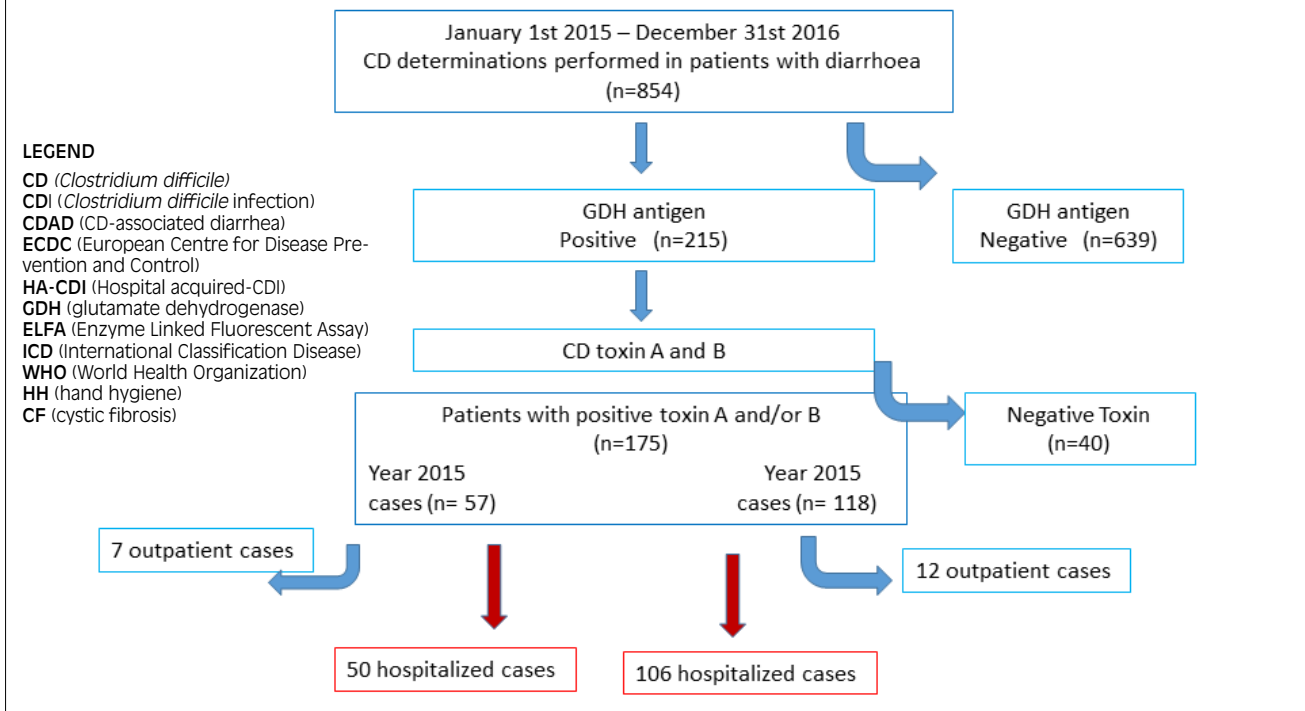 January 1st 2015 – December 31st 2016
CD determinations performed in patients with diarrhoea
(n=854)
LEGEND
CD (Clostridium difficile)
CDI (Clostridium difficile infection)
CDAD (CD-associated diarrhea)
ECDC (European Centre for Disease Pre-
vention and Control)
HA-CDI (Hospital acquired-CDI)
GDH (glutamate dehydrogenase)
ELFA (Enzyme Linked Fluorescent Assay)
ICD (International Classification Disease)
WHO (World Health Organization)
HH (hand hygiene)
CF (cystic fibrosis)
GDH antigen
Positive (n=215)
GDH antigen
Negative (n=639)
CD toxin A and B
Patients with positive toxin A and/or B
(n=175)
Year 2015
cases (n= 57)
Year 2015
cases (n= 118)
Negative Toxin
(n=40)
7 outpatient cases
12 outpatient cases
50 hospitalized cases
106 hospitalized cases